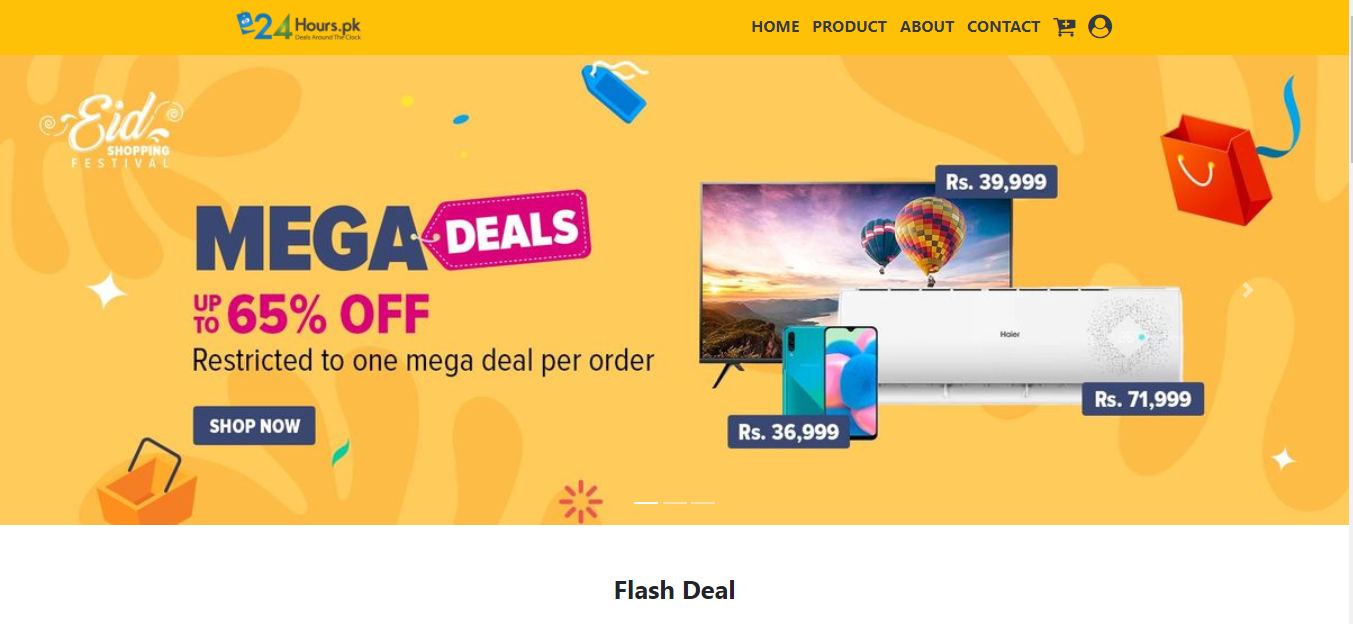 24 Hours.pk
Deals Around The Clock
HOME PRODUCT ABOUT CONTACT
Eid
SHOPPING
FESTIVAL
MEGA DEALS
UP TO 65% OFF
Restricted to one mega deal per order
SHOP NOW
Rs. 39,999
Haier
Rs. 71,999
Rs. 36,999
Flash Deal